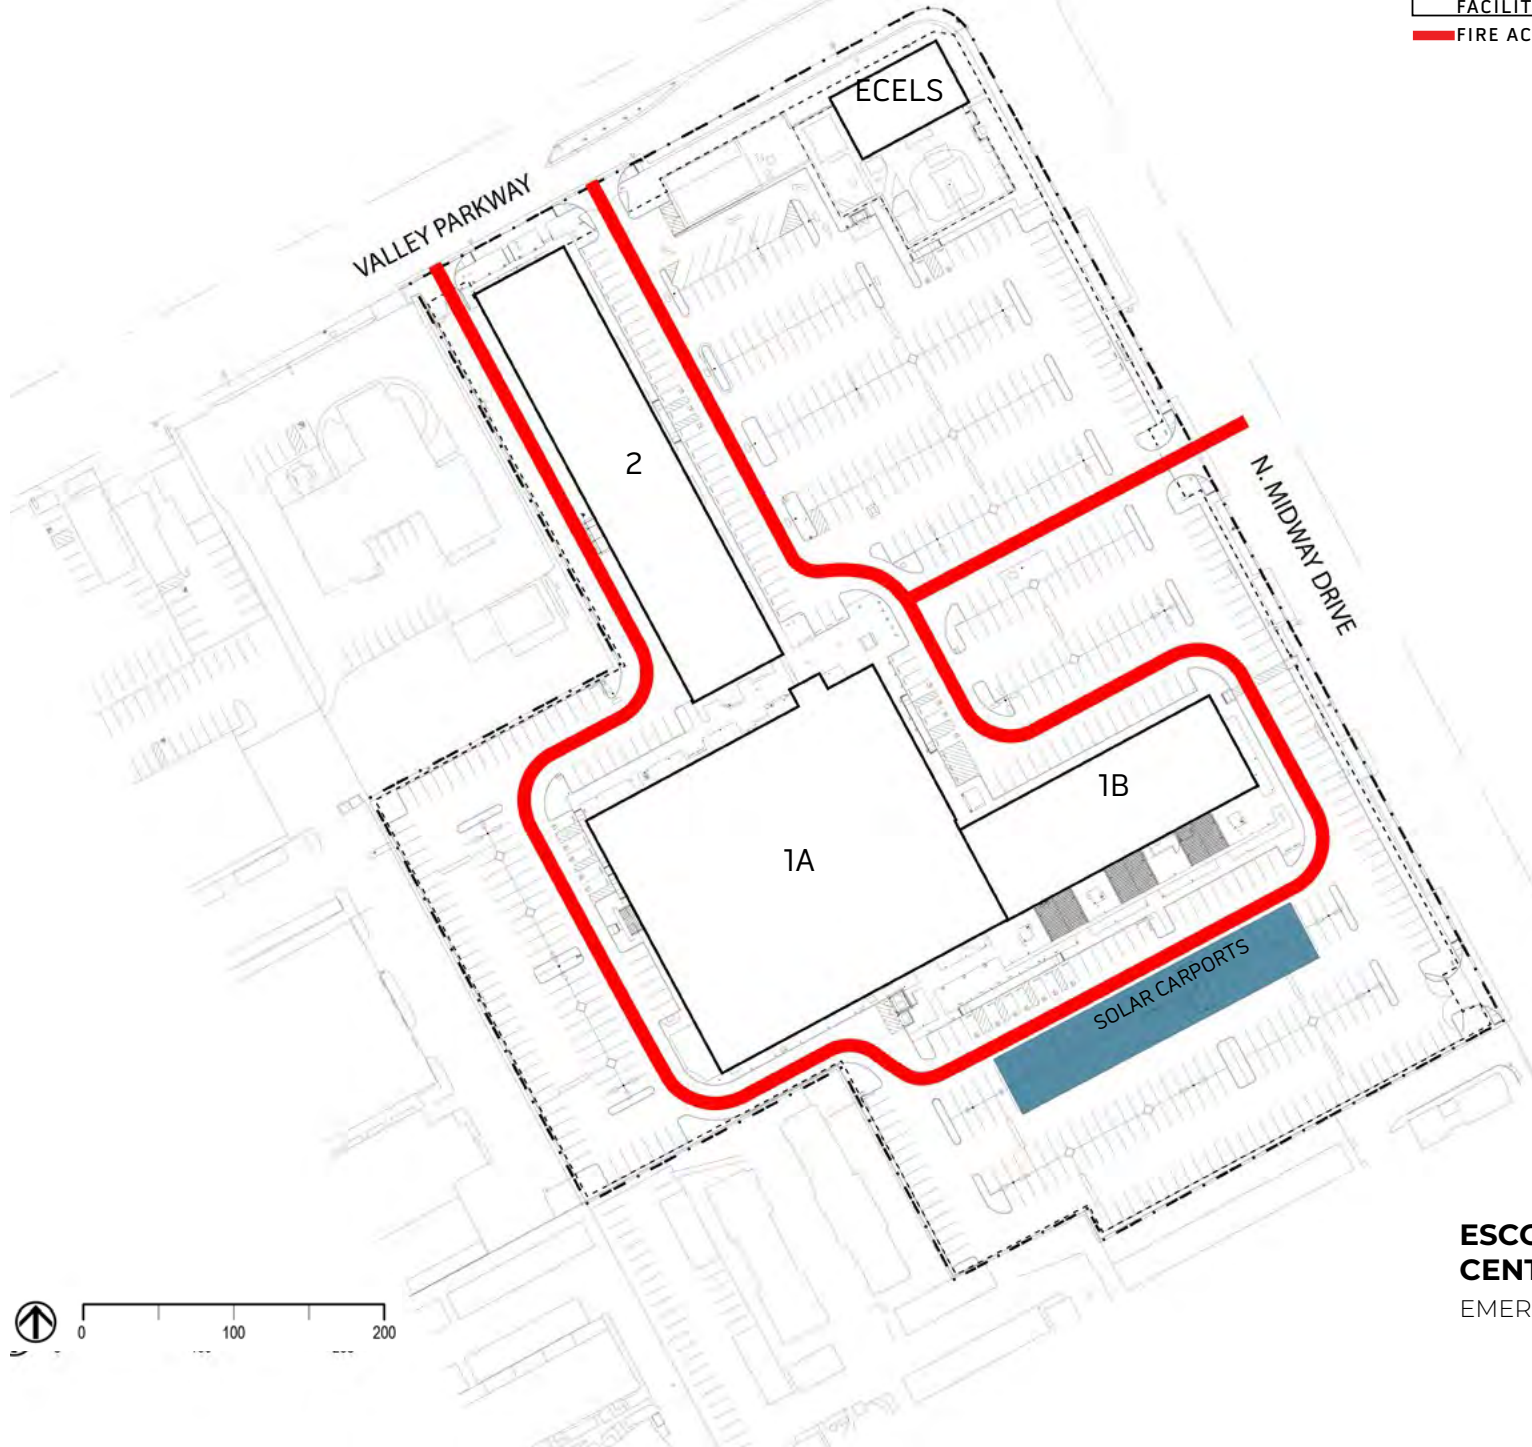 FACILIT
FIRE AC
ECELS
VALLEY PARKWAY
2
N. MIDWAY DRIVE
1B
1A
SOLAR CARPORTS
ESCO
CENT
EMER
0 100 200